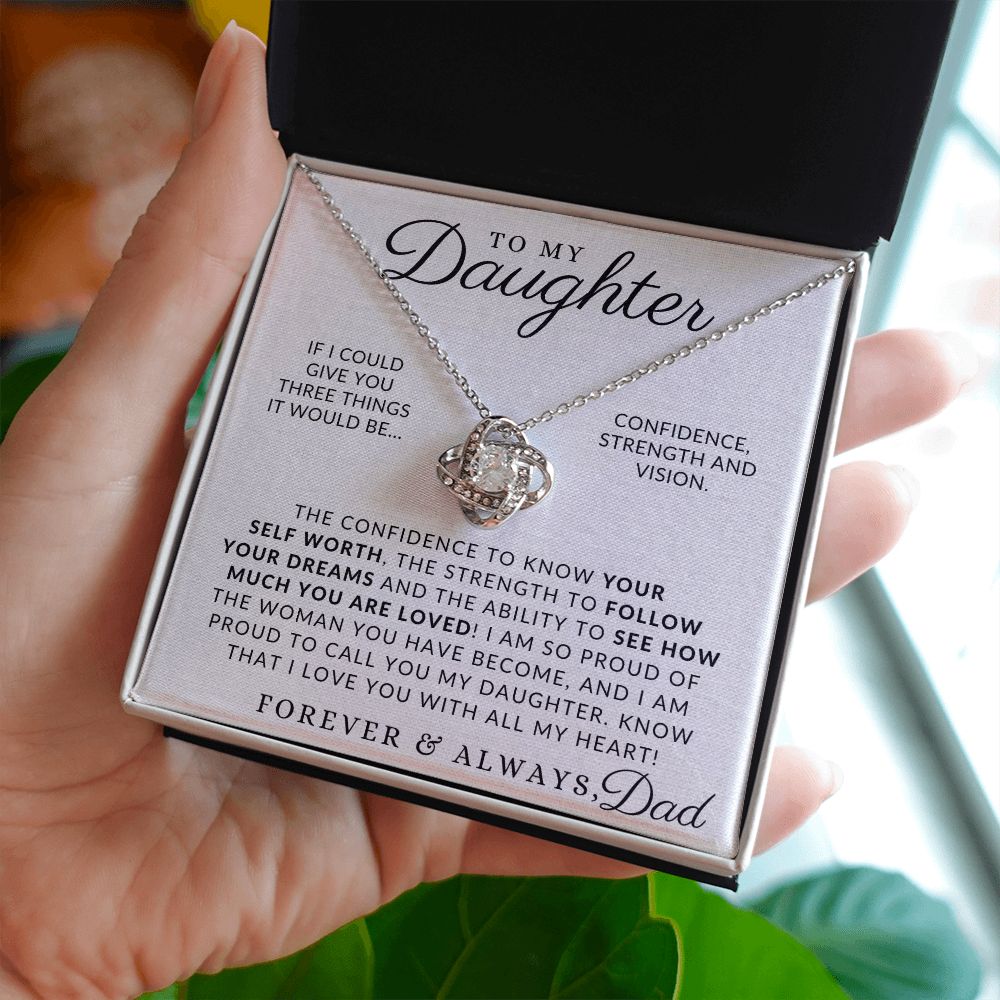 TO MY
Daughter
IF I COULD
GIVE YOU
THREE THINGS
IT WOULD BE...
CONFIDENCE,
STRENGTH AND
VISION.
THE CONFIDENCE TO KNOW YOUR
SELF WORTH, THE STRENGTH TO FOLLOW
YOUR DREAMS AND THE ABILITY TO SEE HOW
MUCH YOU ARE LOVED! I AM SO PROUD OF
THE WOMAN YOU HAVE BECOME, AND I AM
PROUD TO CALL YOU MY DAUGHTER. KNOW
THAT I LOVE YOU WITH ALL MY HEART!
FOREVER & ALWAYS, Dad